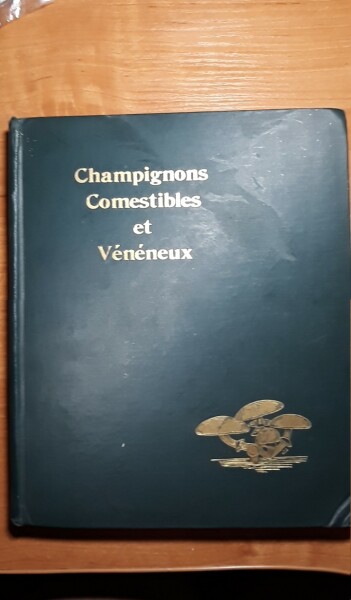 Champignons
Comestibles
et
Vénéneux